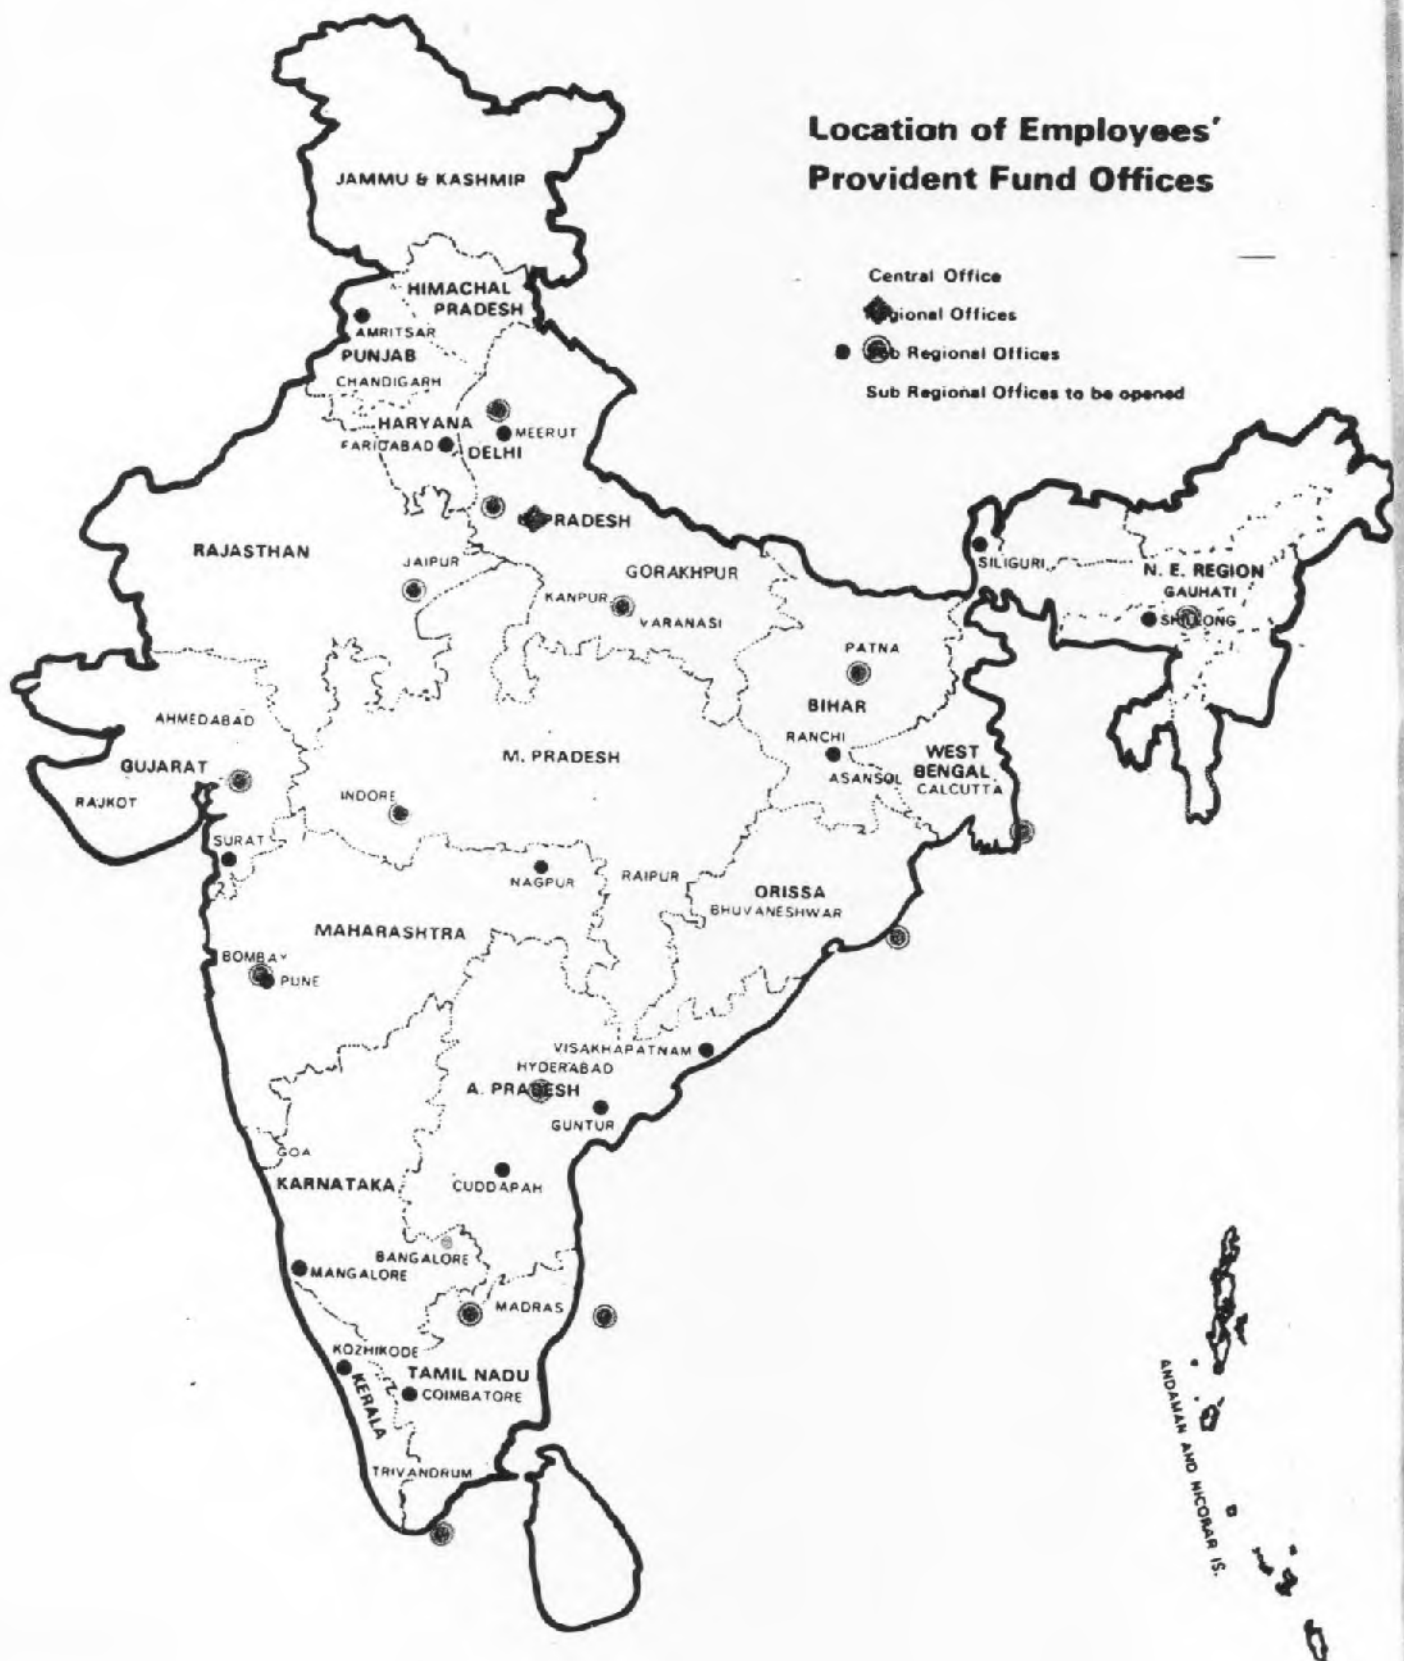 Location of Employees'
Provident Fund Offices
Central Office
Regional Offices
Sub Regional Offices
Sub Regional Offices to be opened
JAMMU & KASHMIR
HIMACHAL
PRADESH
AMRITSAR
PUNJAB
CHANDIGARH
HARYANA
MEERUT
FARIDABAD
DELHI
PRADESH
RAJASTHAN
JAIPUR
GORAKHPUR
KANPUR
VARANASI
SILIGURI
N. E. REGION
GAUHATI
SHILLONG
PATNA
BIHAR
RANCHI
AHMEDABAD
GUJARAT
RAJKOT
M. PRADESH
INDORE
WEST
BENGAL
ASANSOL
CALCUTTA
SURAT
NAGPUR
RAIPUR
ORISSA
BHUVANESHWAR
MAHARASHTRA
BOMBAY
PUNE
VISAKHAPATNAM
HYDERABAD
A. PRADESH
GUNTUR
GOA
KARNATAKA
CUDDAPAH
BANGALORE
MANGALORE
MADRAS
KOZHIKODE
TAMIL NADU
COIMBATORE
KERALA
TRIVANDRUM
ANDAMAN AND NICORAR IS.